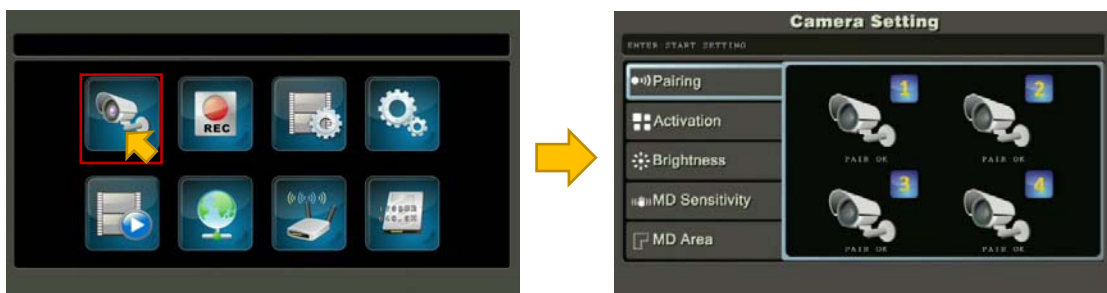 REC
Camera Setting
ENTER START SETTING
Pairing
Activation
Brightness
MD Sensitivity
MD Area
1
2
PAIR OK
PAIR OK
3
4
PAIR OK
PAIR OK